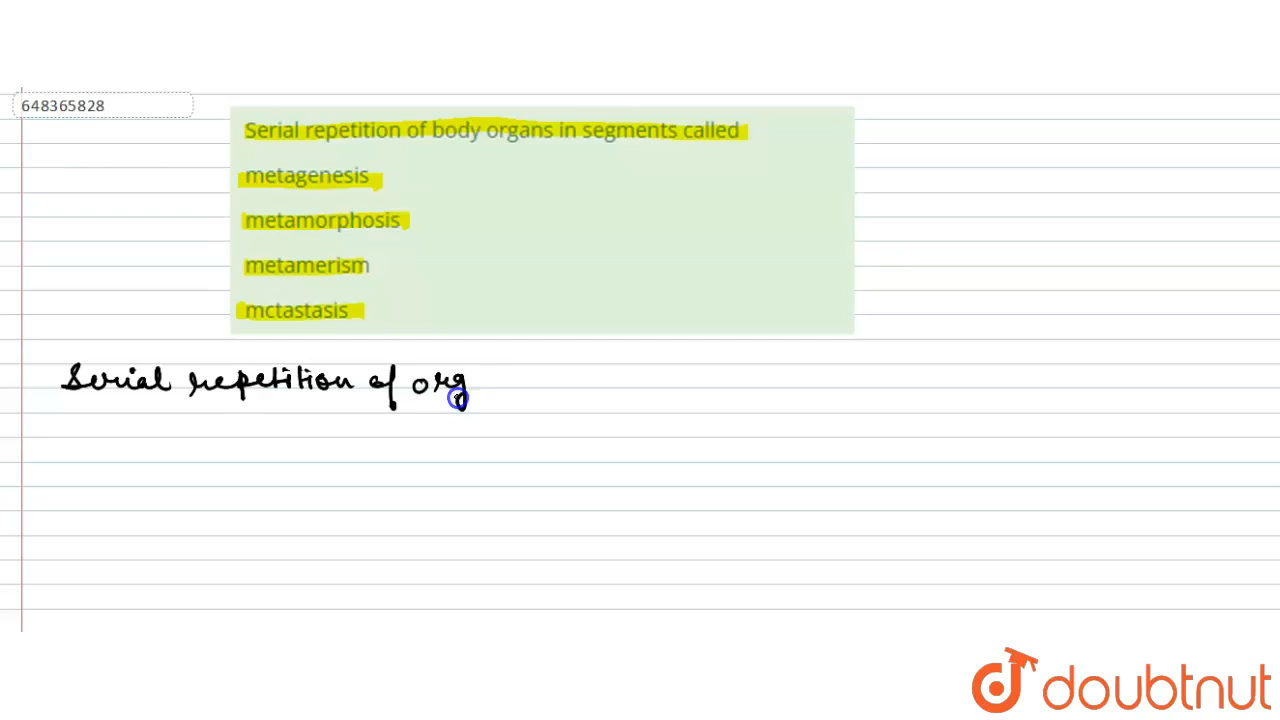 648365828
Serial repetition of body organs in segments called
metagenesis
metamorphosis
metamerism
mctastasis
Serial repetition of org
doubtnut